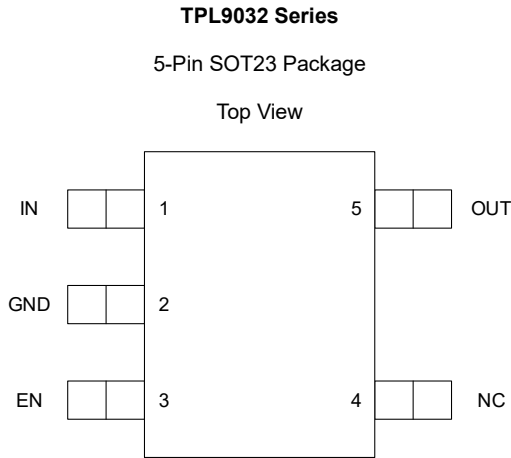 TPL9032 Series
5-Pin SOT23 Package
Top View
IN 1 5 OUT
GND 2
EN 3 4 NC